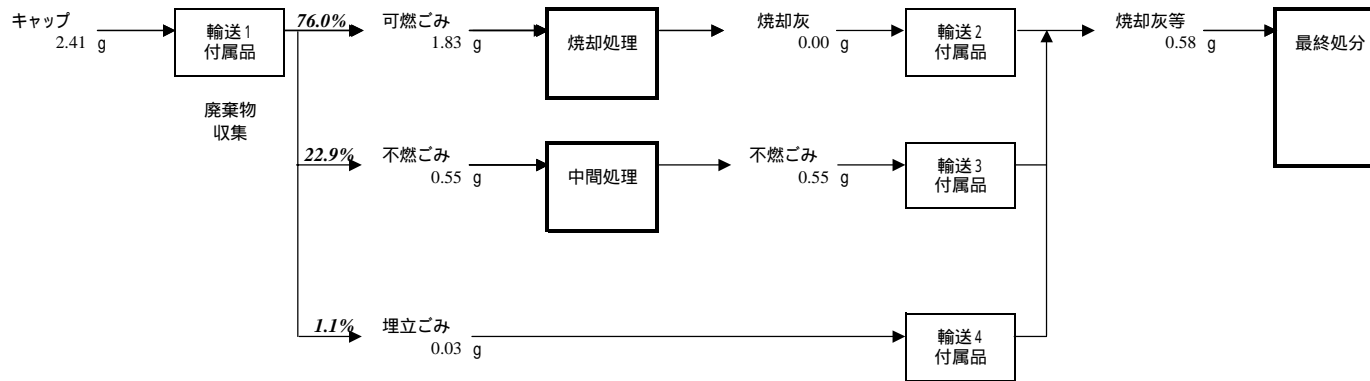 キャップ
2.41 g
輸送1
付属品
廃棄物
収集
76.0%
可燃ごみ
1.83 g
焼却処理
焼却灰
0.00 g
輸送2
付属品
焼却灰等
0.58 g
最終処分
22.9%
不燃ごみ
0.55 g
中間処理
不燃ごみ
0.55 g
輸送3
付属品
1.1%
埋立ごみ
0.03 g
輸送4
付属品